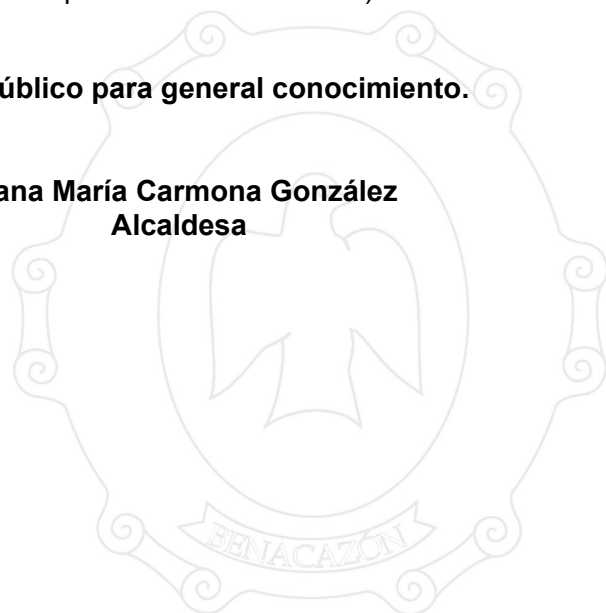 úblico para general conocimiento.
ana María Carmona González
Alcaldesa
BENACAZÓN